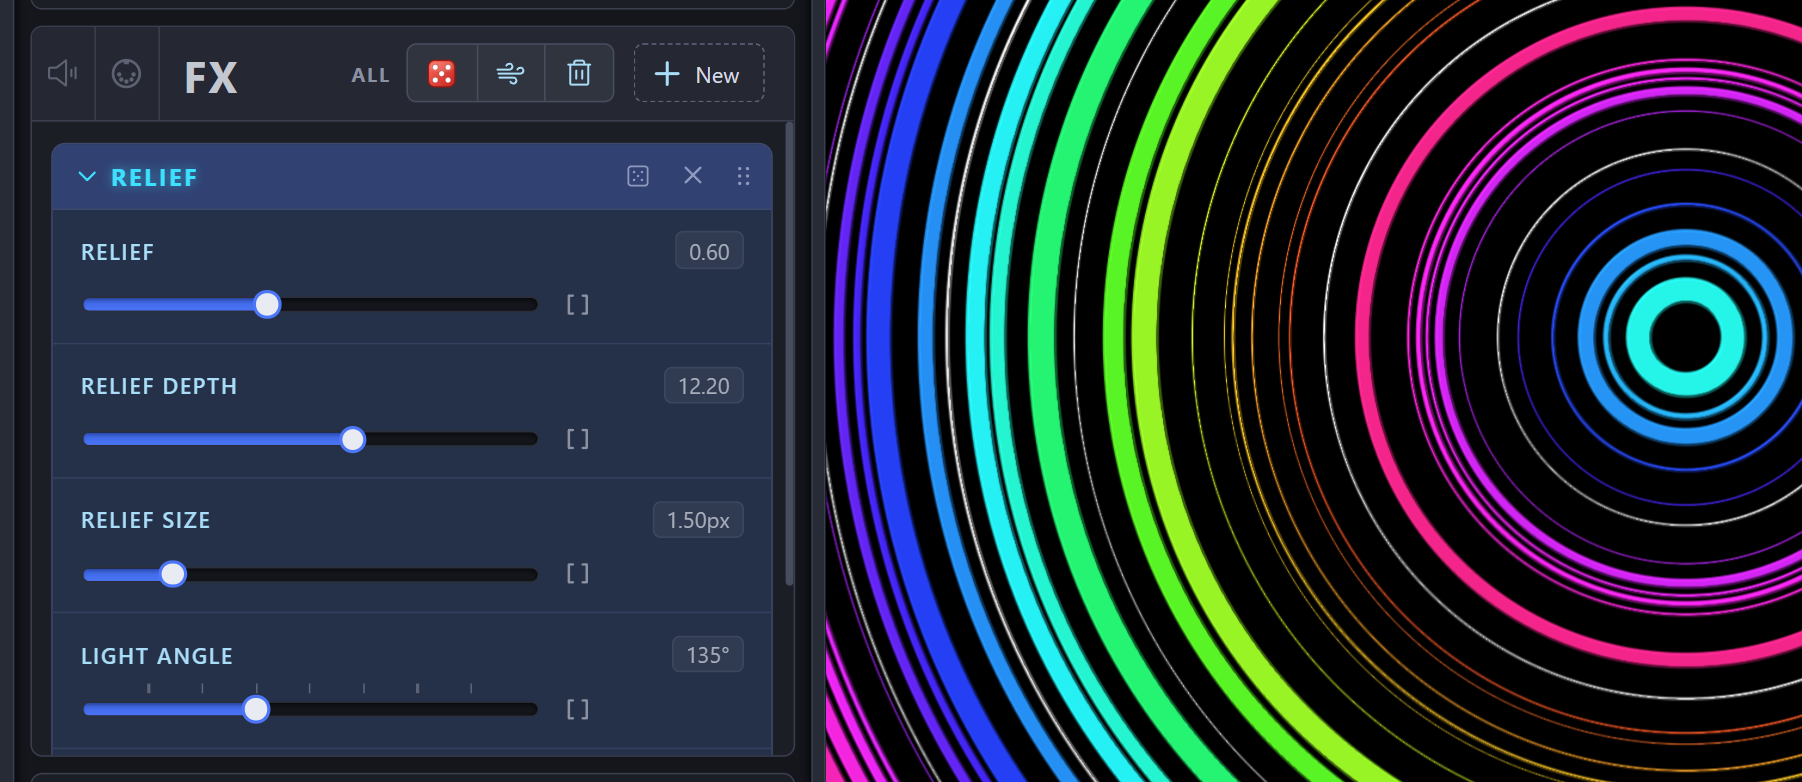 FX
ALL
New
RELIEF
RELIEF
0.60
RELIEF DEPTH
12.20
RELIEF SIZE
1.50px
LIGHT ANGLE
135°